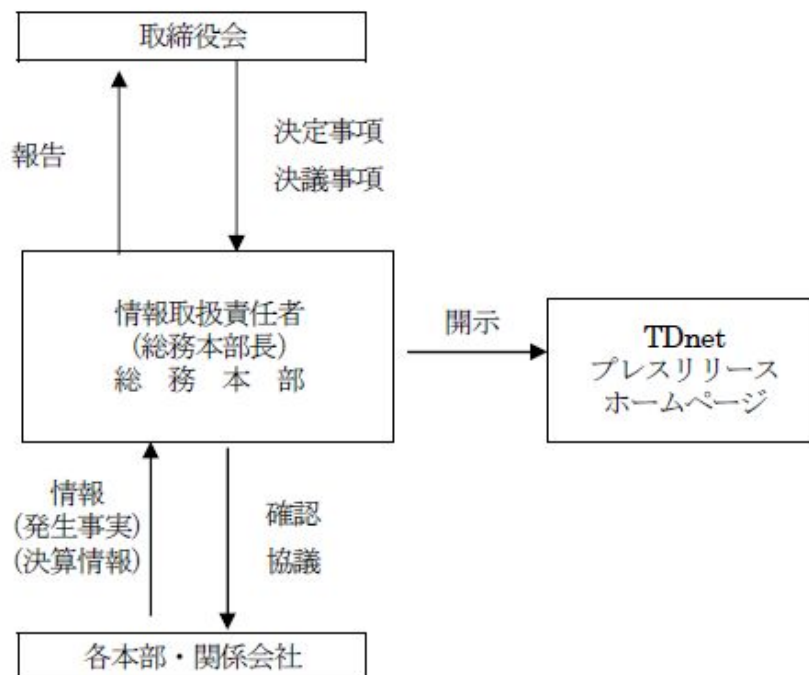 取締役会
報告
決定事項
決議事項
情報取扱責任者
(総務本部長)
総　務　本　部
開示
TDnet
プレスリリース
ホームページ
情報
(発生事実)
(決算情報)
確認
協議
各本部・関係会社